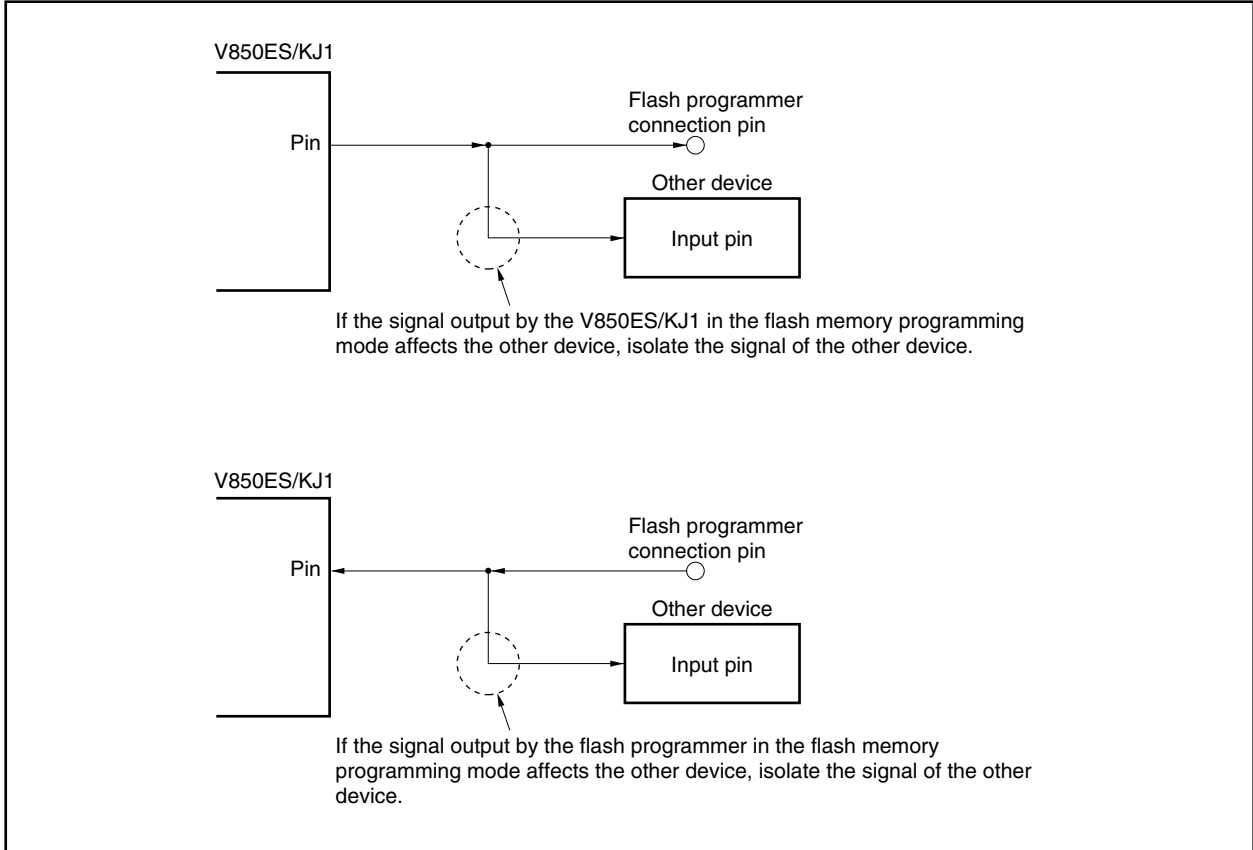 V850ES/KJ1
Pin
Flash programmer
connection pin
Other device
Input pin
If the signal output by the V850ES/KJ1 in the flash memory programming
mode affects the other device, isolate the signal of the other device.
V850ES/KJ1
Pin
Flash programmer
connection pin
Other device
Input pin
If the signal output by the flash programmer in the flash memory
programming mode affects the other device, isolate the signal of the other
device.